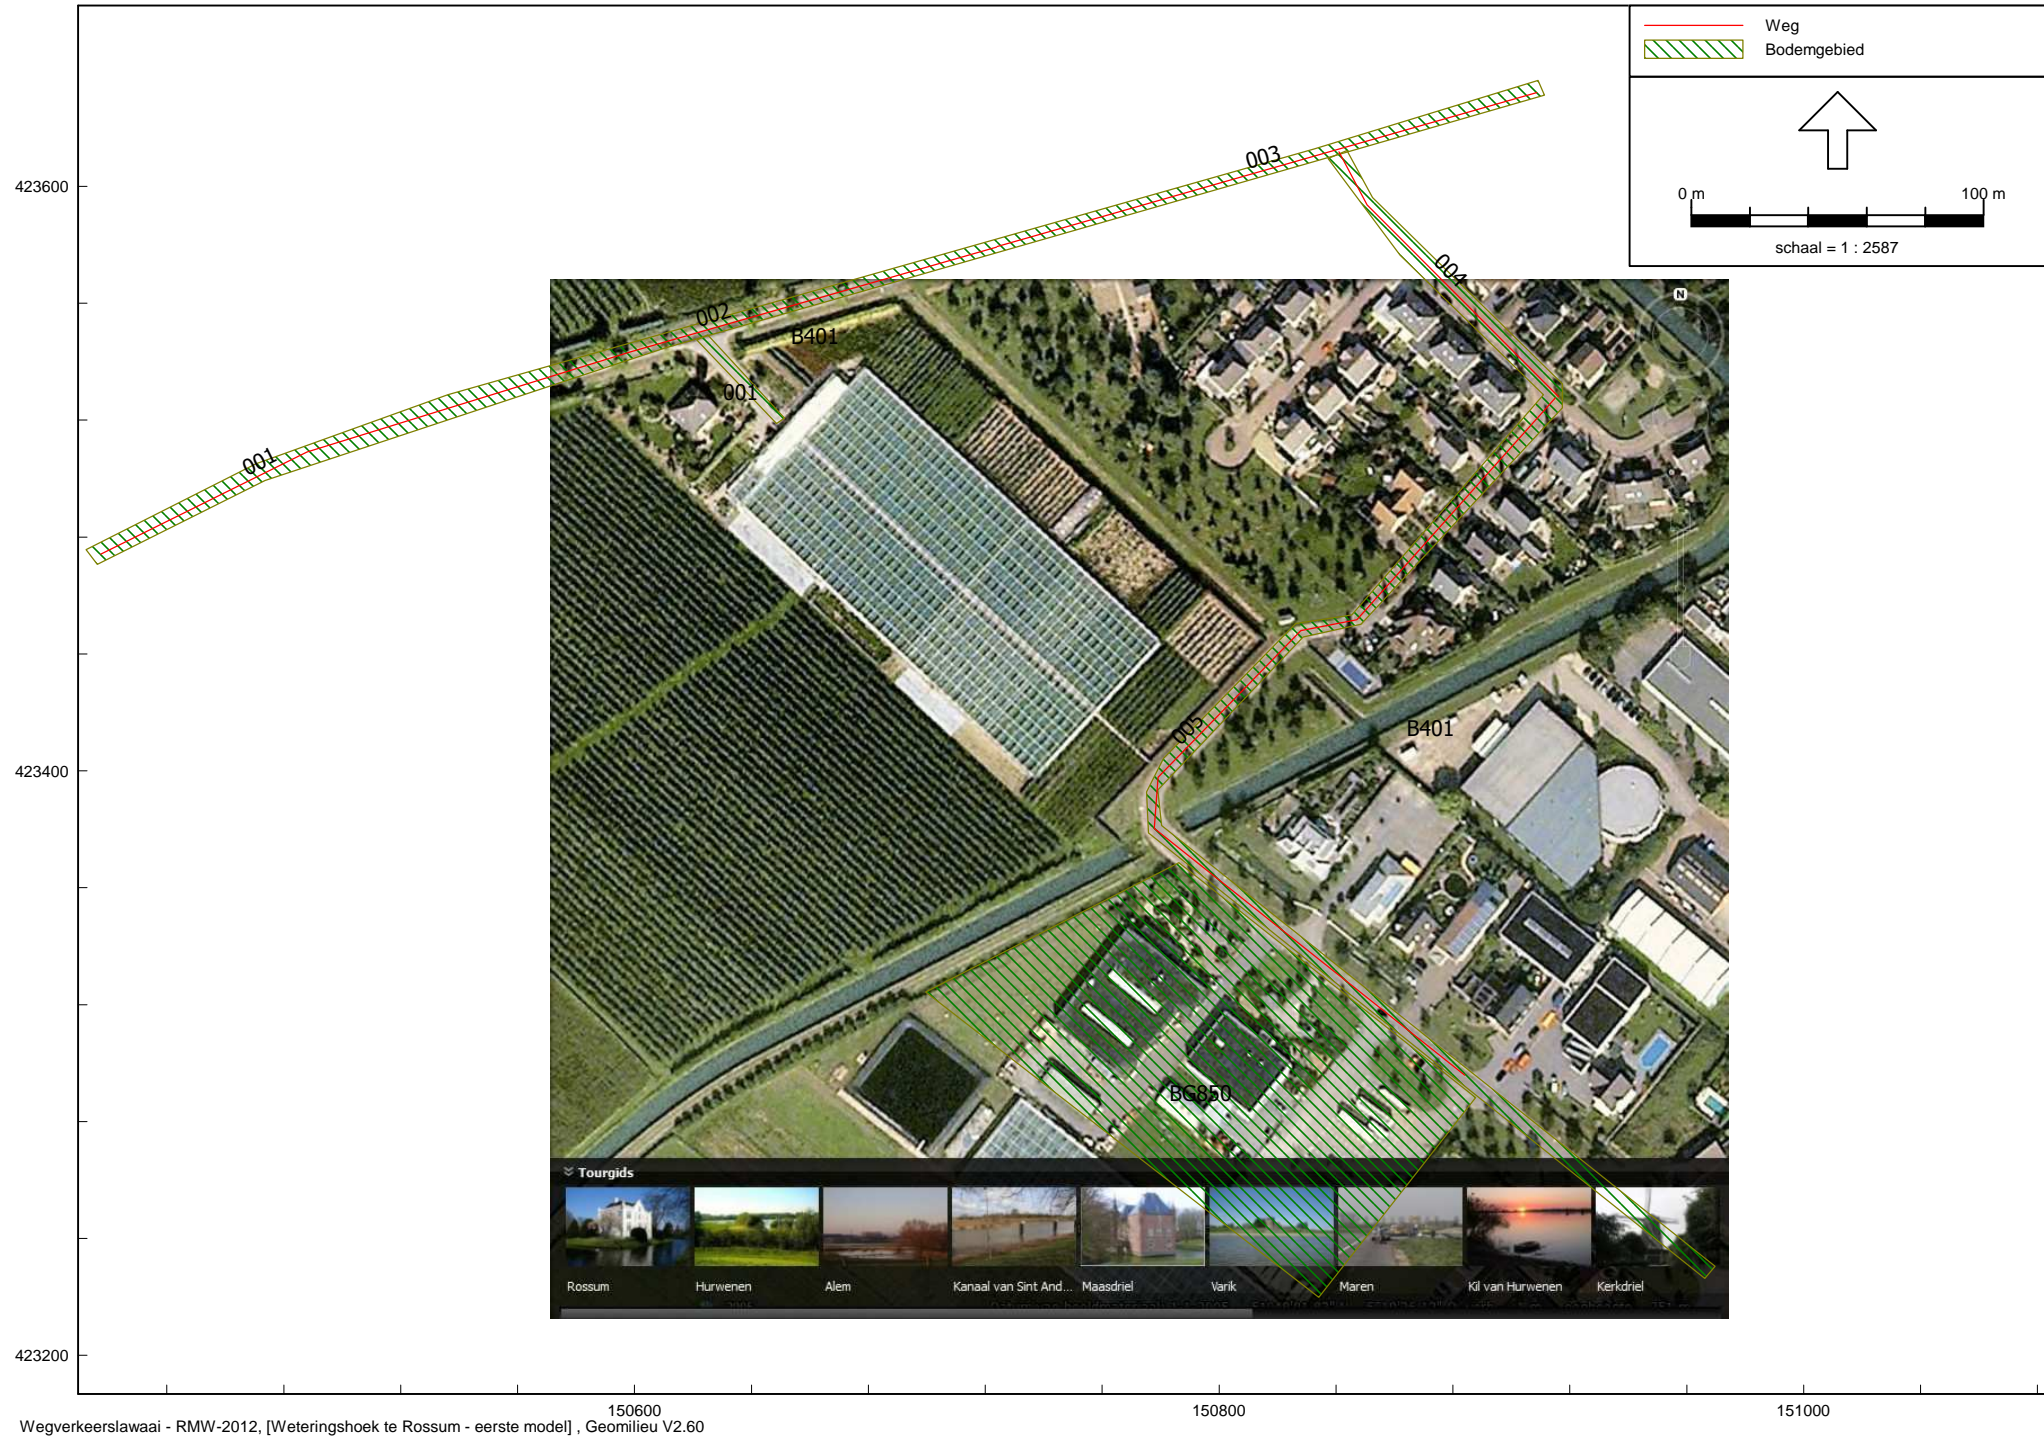 Weg
Bodemgebied
0 m 100 m
schaal = 1 : 2587
003
423600
004
N
002
B401
001
001
005
B401
423400
BG850
Tourgids
Rossum Hurwenen Alem Kanaal van Sint And... Maasdriel Varik Maren Kil van Hurwenen Kerkdriel
423200
150600 150800 151000
Wegverkeerslawaai - RMW-2012, [Weteringshoek te Rossum - eerste model] , Geomilieu V2.60